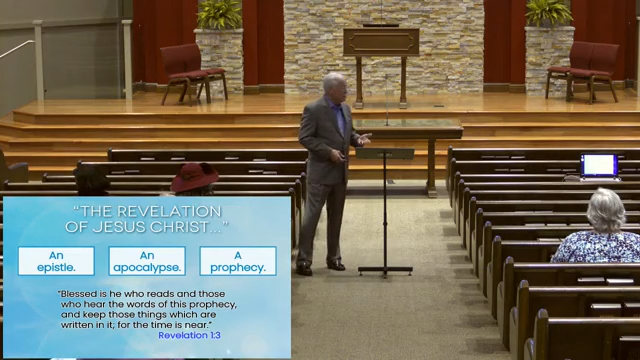 "THE REVELATION
OF JESUS CHRIST..."
An
epistle.
An
apocalypse.
A
prophecy.
"Blessed is he who reads and those
who hear the words of this prophecy,
and keep those things which are
written in it; for the time is near."
Revelation 1:3